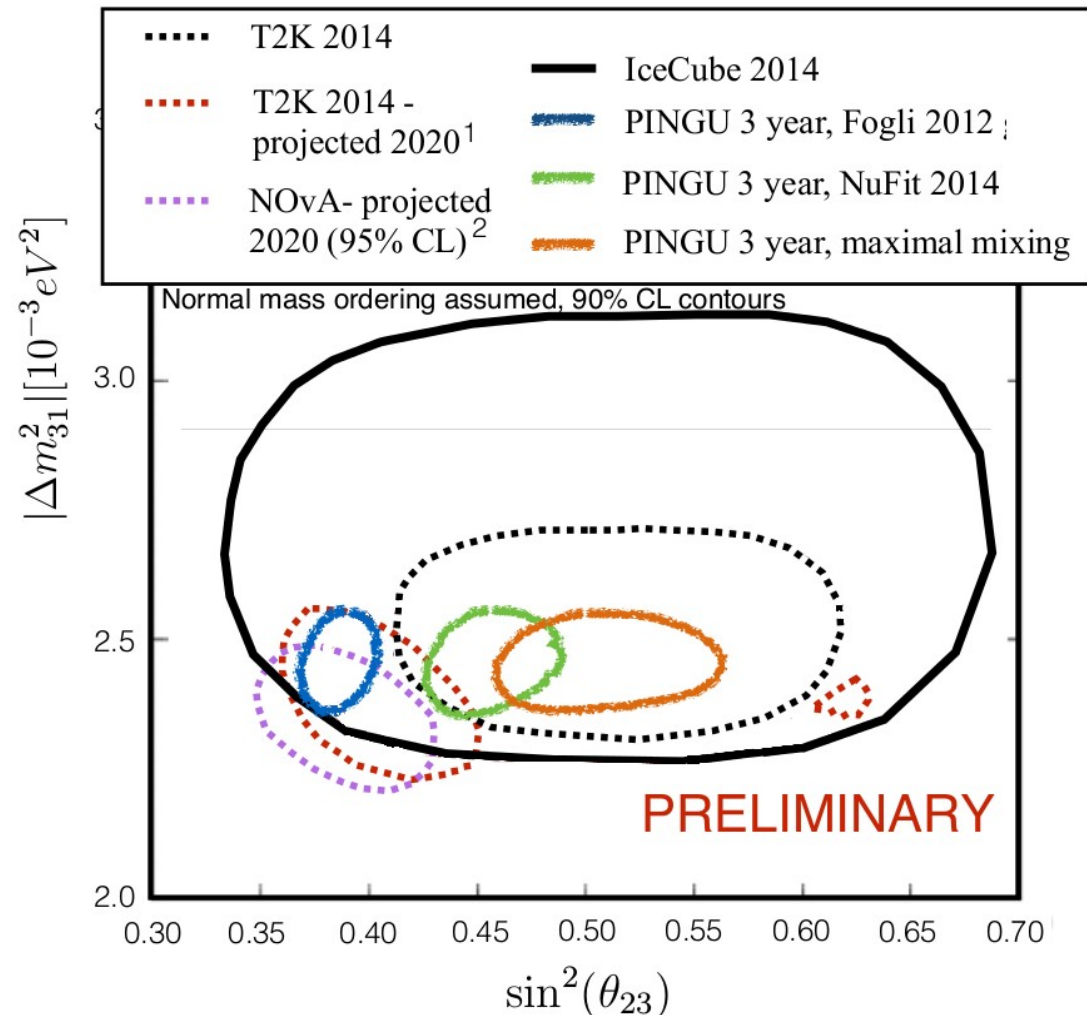 T2K 2014
T2K 2014 -
projected 2020¹
NOvA- projected
2020 (95% CL)²
IceCube 2014
PINGU 3 year, Fogli 2012
PINGU 3 year, NuFit 2014
PINGU 3 year, maximal mixing
Normal mass ordering assumed, 90% CL contours
|Δm²₃₁|[10⁻³eV²]
3.0
2.5
2.0
PRELIMINARY
0.30 0.35 0.40 0.45 0.50 0.55 0.60 0.65 0.70
sin²(θ₂₃)